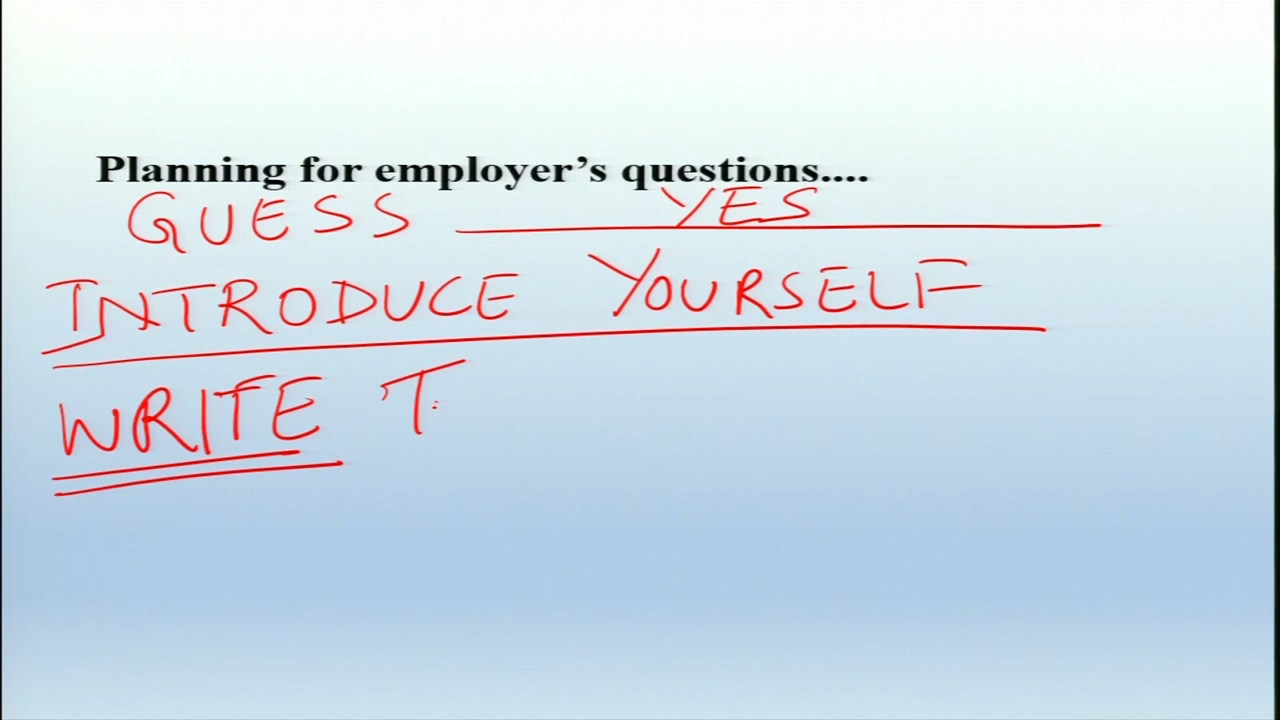 Planning for employer’s questions....
GUESS YES
INTRODUCE YOURSELF
WRITE T